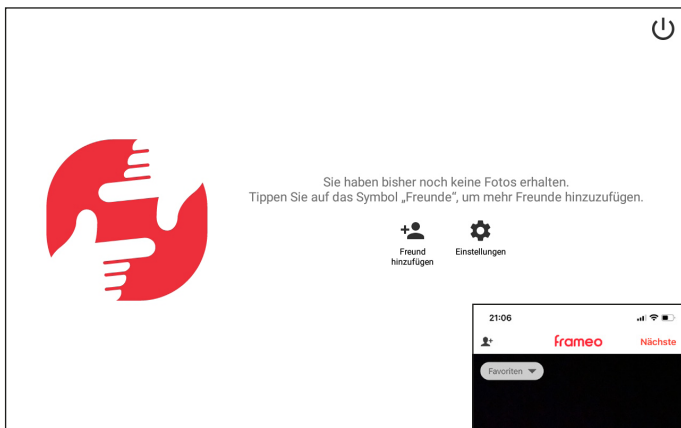 Sie haben bisher noch keine Fotos erhalten.
Tippen Sie auf das Symbol „Freunde“, um mehr Freunde hinzuzufügen.
Freund
hinzufügen
Einstellungen
21:06
frameo
Nächste
Favoriten